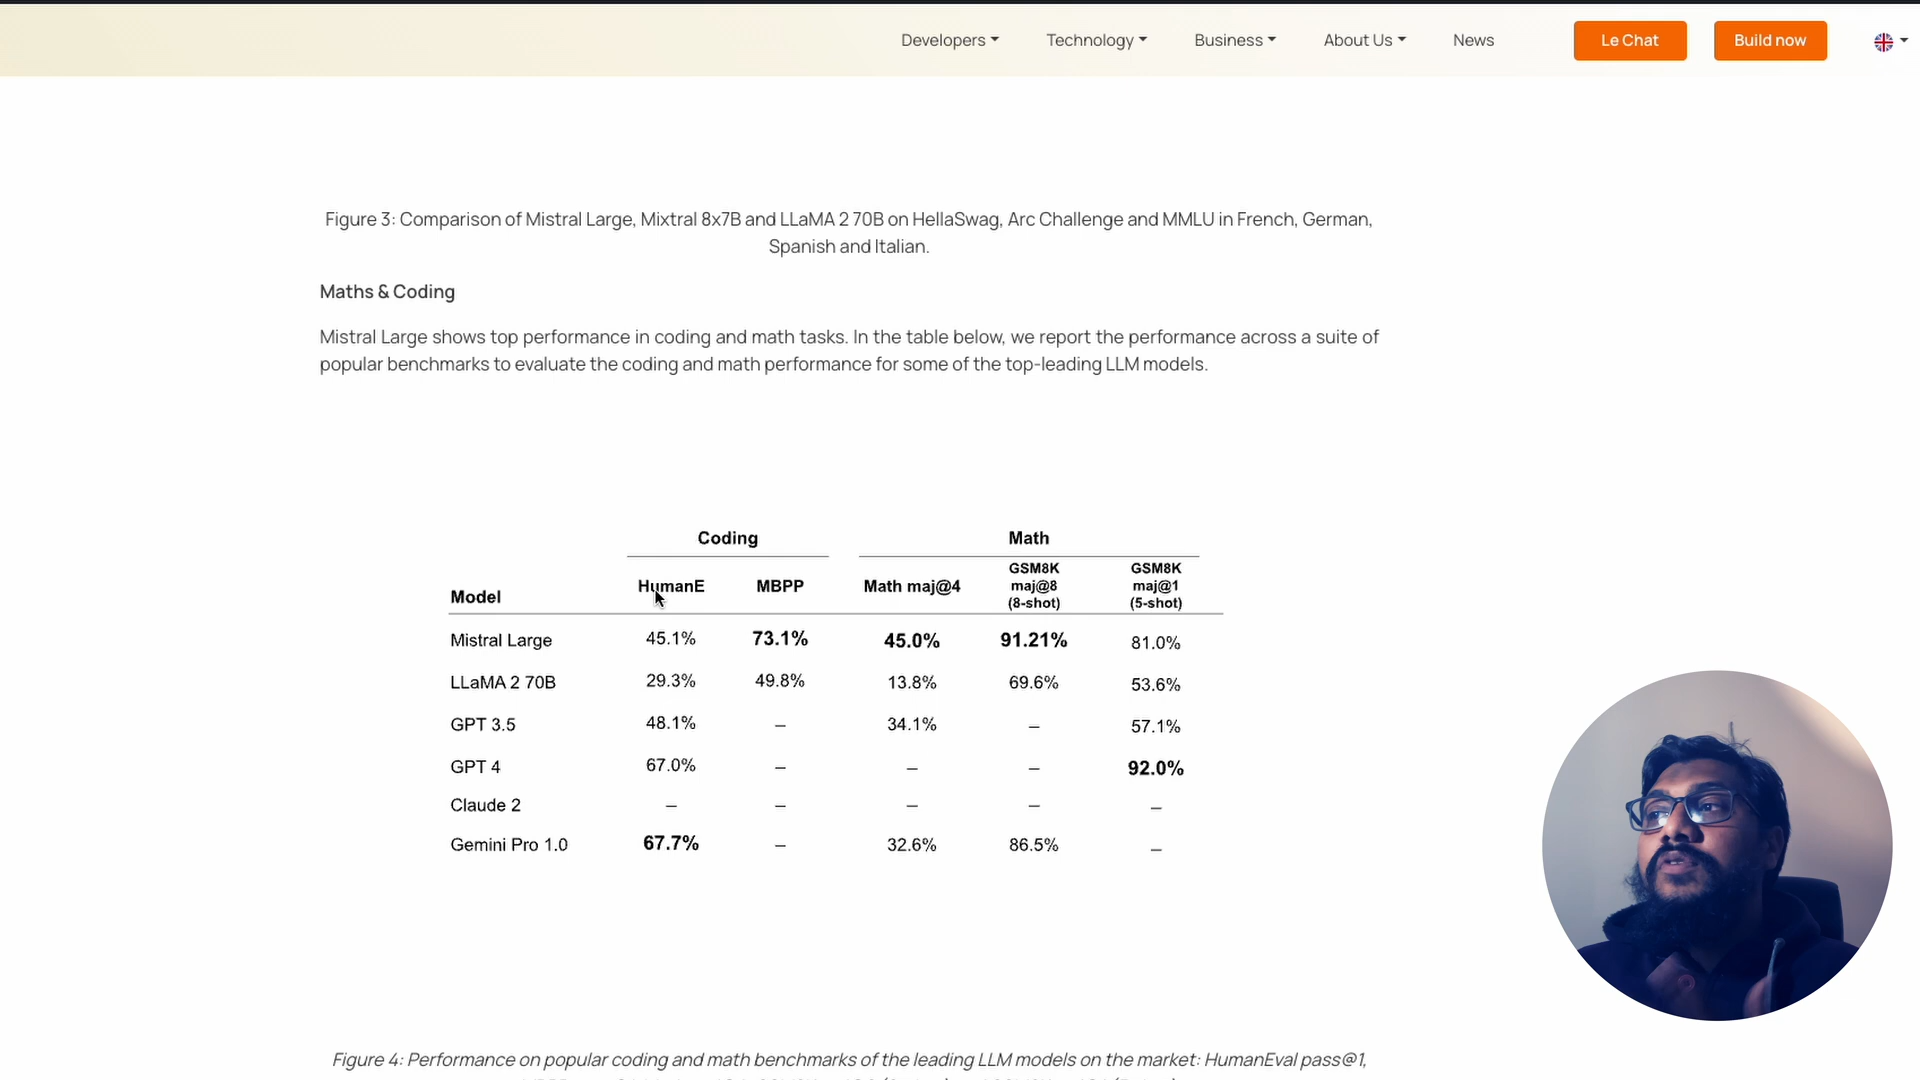 Developers Technology Business About Us News Le Chat Build now
Figure 3: Comparison of Mistral Large, Mixtral 8x7B and LLaMA 2 70B on HellaSwag, Arc Challenge and MMLU in French, German,
Spanish and Italian.
Maths & Coding
Mistral Large shows top performance in coding and math tasks. In the table below, we report the performance across a suite of
popular benchmarks to evaluate the coding and math performance for some of the top-leading LLM models.
Coding Math
Model HumanE MBPP Math maj@4 GSM8K maj@8 (8-shot) GSM8K maj@1 (5-shot)
Mistral Large 45.1% 73.1% 45.0% 91.21% 81.0%
LLaMA 2 70B 29.3% 49.8% 13.8% 69.6% 53.6%
GPT 3.5 48.1% – 34.1% – 57.1%
GPT 4 67.0% – – – 92.0%
Claude 2 – – – – –
Gemini Pro 1.0 67.7% – 32.6% 86.5% –
Figure 4: Performance on popular coding and math benchmarks of the leading LLM models on the market: HumanEval pass@1,